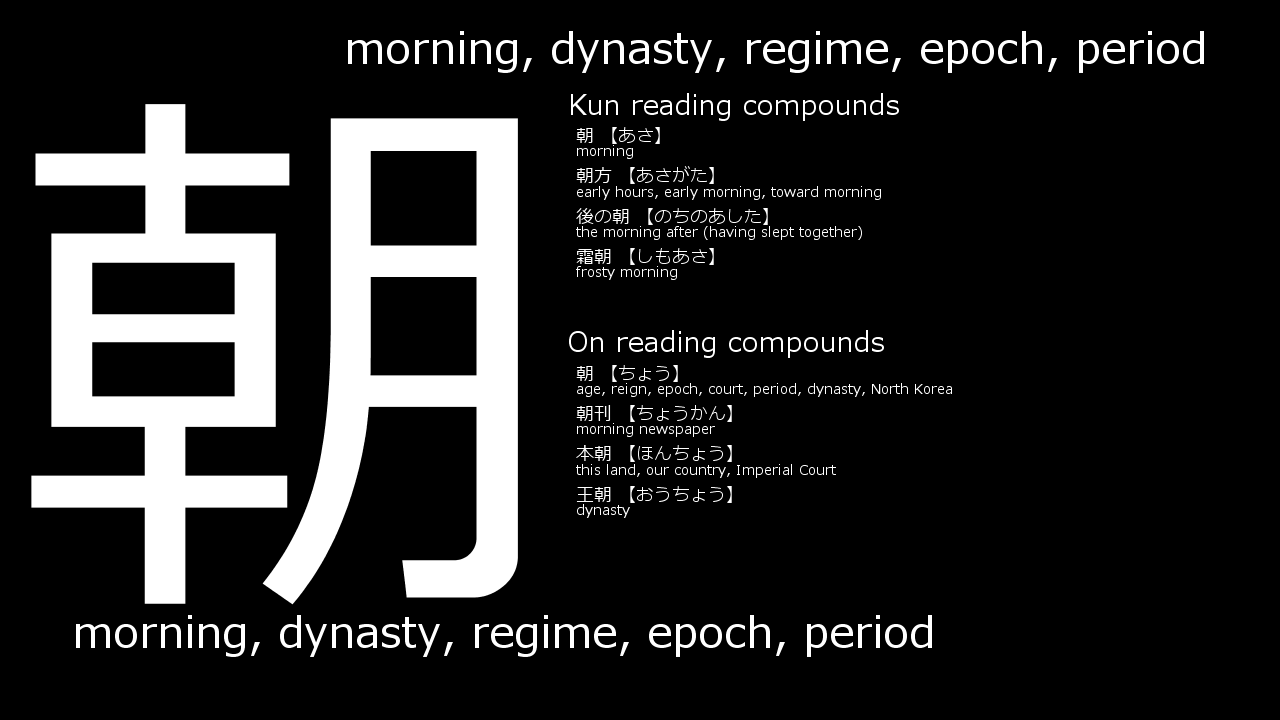 morning, dynasty, regime, epoch, period
朝
Kun reading compounds
朝 【あさ】
morning
朝方 【あさがた】
early hours, early morning, toward morning
後の朝 【のちのあした】
the morning after (having slept together)
霜朝 【しもあさ】
frosty morning
On reading compounds
朝 【ちょう】
age, reign, epoch, court, period, dynasty, North Korea
朝刊 【ちょうかん】
morning newspaper
本朝 【ほんちょう】
this land, our country, Imperial Court
王朝 【おうちょう】
dynasty
morning, dynasty, regime, epoch, period